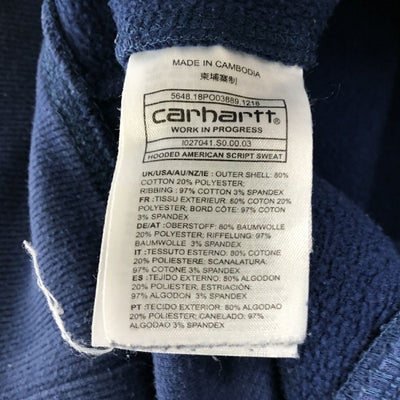 MADE IN CAMBODIA
柬埔寨制
5648.18PO03889.1218
carhartt
WORK IN PROGRESS
I027041.S0.00.03
HOODED AMERICAN SCRIPT SWEAT
UK/USA/AU/NZ/IE: OUTER SHELL: 80%
COTTON 20% POLYESTER;
RIBBING: 97% COTTON 3% SPANDEX
FR :TISSU EXTERIEUR: 80% COTON 20%
POLYESTER; BORD CÔTE: 97% COTON
3% SPANDEX
DE/AT: OBERSTOFF: 80% BAUMWOLLE
20% POLYESTER; RIFFELUNG: 97%
BAUMWOLLE 3% SPANDEX
IT :TESSUTO ESTERNO: 80% COTONE
20% POLIESTERE; SCANALATURA:
97% COTONE 3% SPANDEX
ES :TEJIDO EXTERIOR: 80% ALGODON
20% POLIESTER, ESTRIACIÓN:
97% ALGODON 3% SPANDEX
PT :TECIDO EXTERIOR: 80% ALGODAO
20% POLIESTER; CANELADO: 97%
ALGODAO 3% SPANDEX